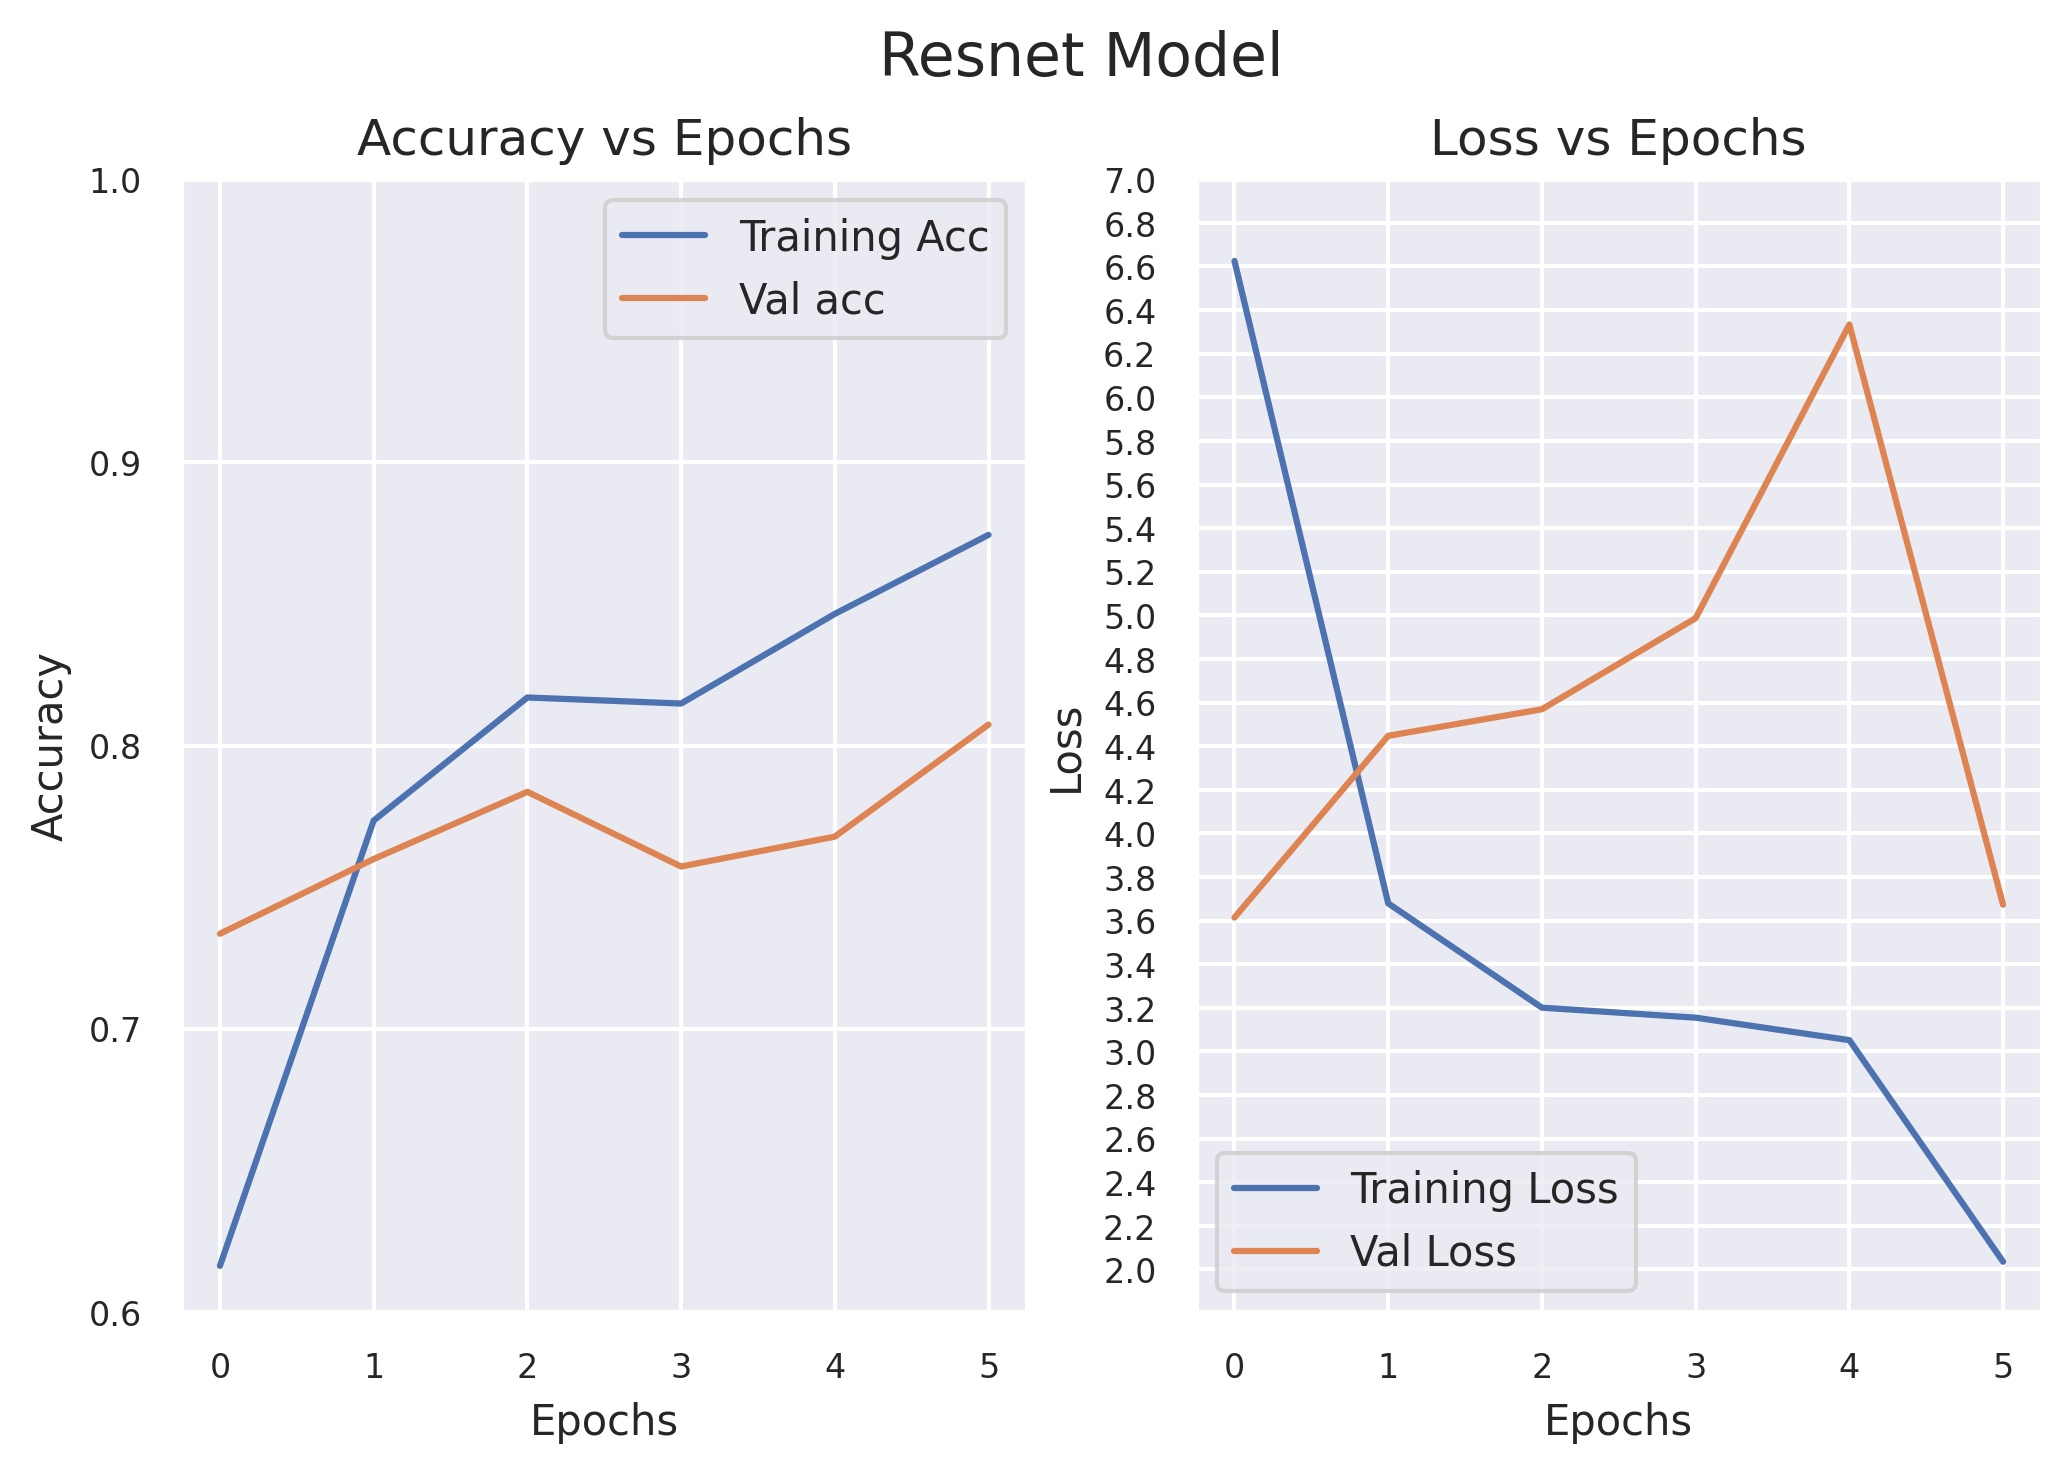 Resnet Model
Accuracy vs Epochs
1.0
0.9
0.8
0.7
0.6
Accuracy
Training Acc
Val acc
0 1 2 3 4 5
Epochs
Loss vs Epochs
7.0
6.8
6.6
6.4
6.2
6.0
5.8
5.6
5.4
5.2
5.0
4.8
4.6
4.4
4.2
4.0
3.8
3.6
3.4
3.2
3.0
2.8
2.6
2.4
2.2
2.0
Loss
Training Loss
Val Loss
0 1 2 3 4 5
Epochs